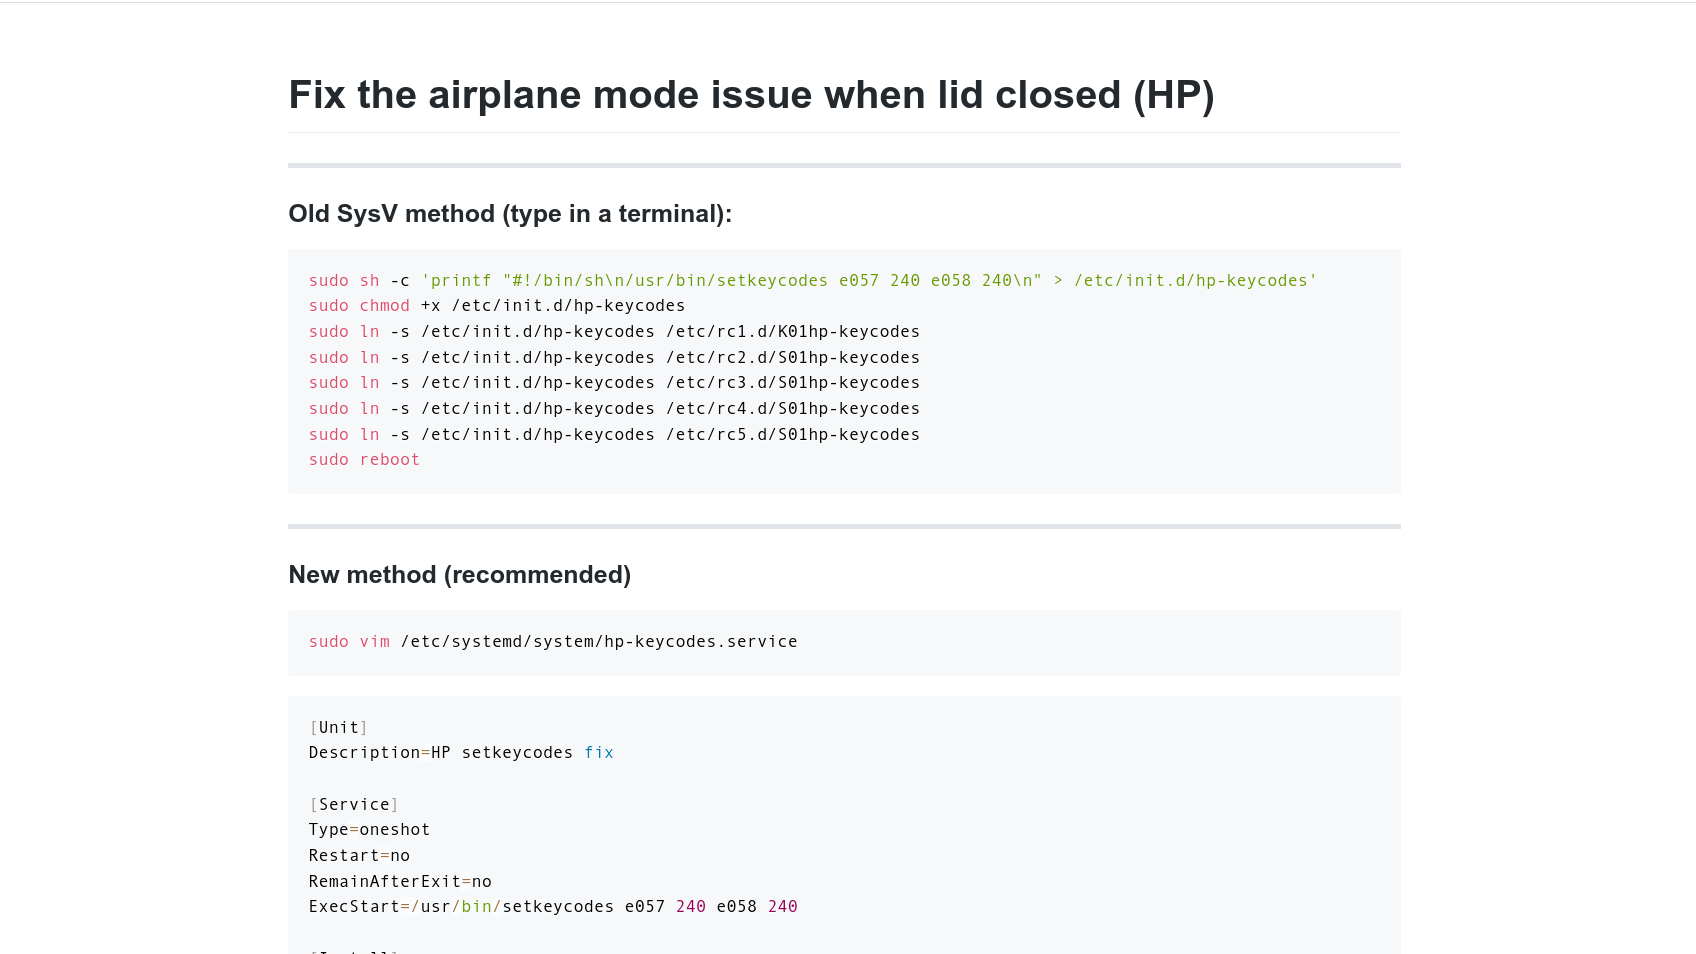 Fix the airplane mode issue when lid closed (HP)
Old SysV method (type in a terminal):
sudo sh -c 'printf "#!/bin/sh\n/usr/bin/setkeycodes e057 240 e058 240\n" > /etc/init.d/hp-keycodes'
sudo chmod +x /etc/init.d/hp-keycodes
sudo ln -s /etc/init.d/hp-keycodes /etc/rc1.d/K01hp-keycodes
sudo ln -s /etc/init.d/hp-keycodes /etc/rc2.d/S01hp-keycodes
sudo ln -s /etc/init.d/hp-keycodes /etc/rc3.d/S01hp-keycodes
sudo ln -s /etc/init.d/hp-keycodes /etc/rc4.d/S01hp-keycodes
sudo ln -s /etc/init.d/hp-keycodes /etc/rc5.d/S01hp-keycodes
sudo reboot
New method (recommended)
sudo vim /etc/systemd/system/hp-keycodes.service
[Unit]
Description=HP setkeycodes fix
[Service]
Type=oneshot
Restart=no
RemainAfterExit=no
ExecStart=/usr/bin/setkeycodes e057 240 e058 240
[Install]